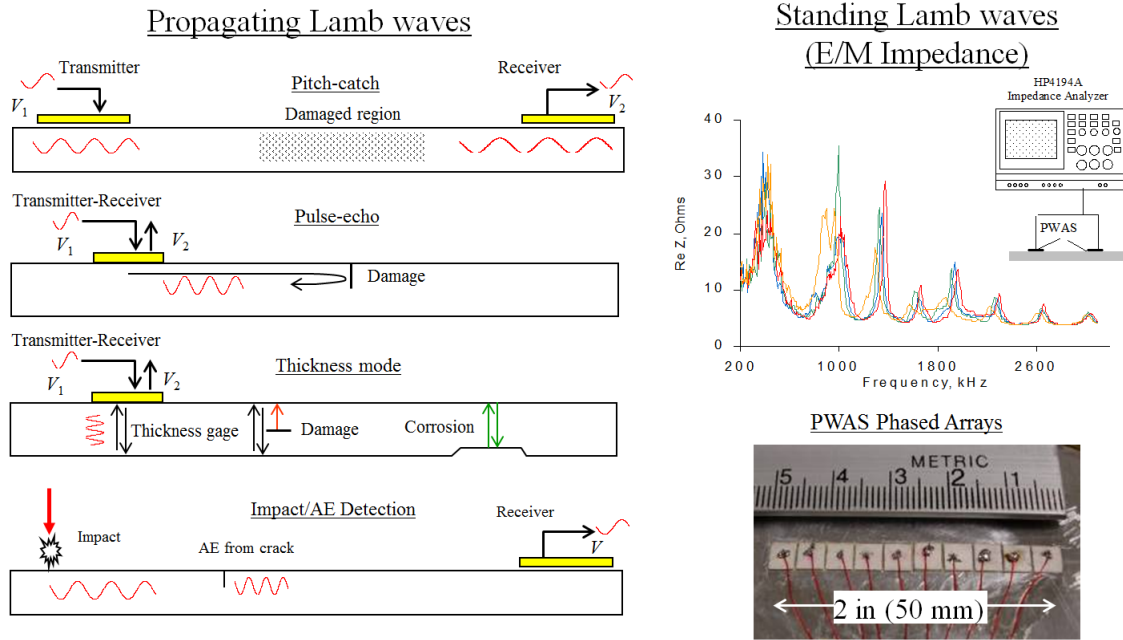 Propagating Lamb waves
Transmitter
V1
Pitch-catch
Damaged region
Receiver
V2
Transmitter-Receiver
V1
V2
Pulse-echo
Damage
Transmitter-Receiver
V1
V2
Thickness mode
Thickness gage
Damage
Corrosion
Impact/AE Detection
Impact
AE from crack
Receiver
V
Standing Lamb waves
(E/M Impedance)
HP4194A
Impedance Analyzer
PWAS
40
30
20
10
0
Re Z, Ohms
200
1000
1800
2600
Frequency, kHz
PWAS Phased Arrays
METRIC
5 4 3 2 1
2 in (50 mm)